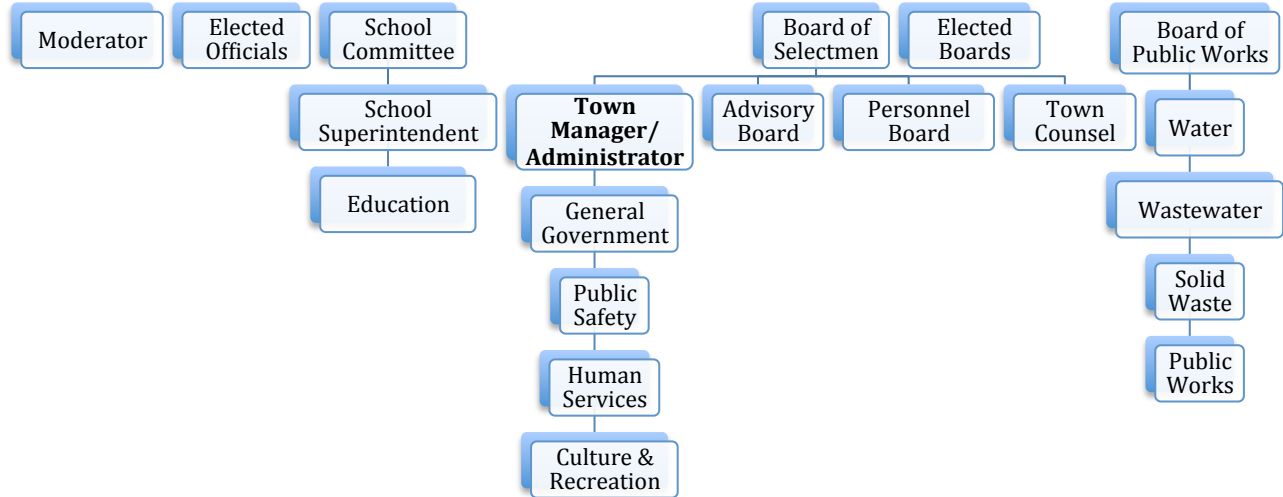 Moderator
Elected
Officials
School
Committee
Board of
Selectmen
Elected
Boards
Board of
Public Works
School
Superintendent
Town
Manager/
Administrator
Advisory
Board
Personnel
Board
Town
Counsel
Water
Education
General
Government
Wastewater
Public
Safety
Solid
Waste
Human
Services
Public
Works
Culture &
Recreation